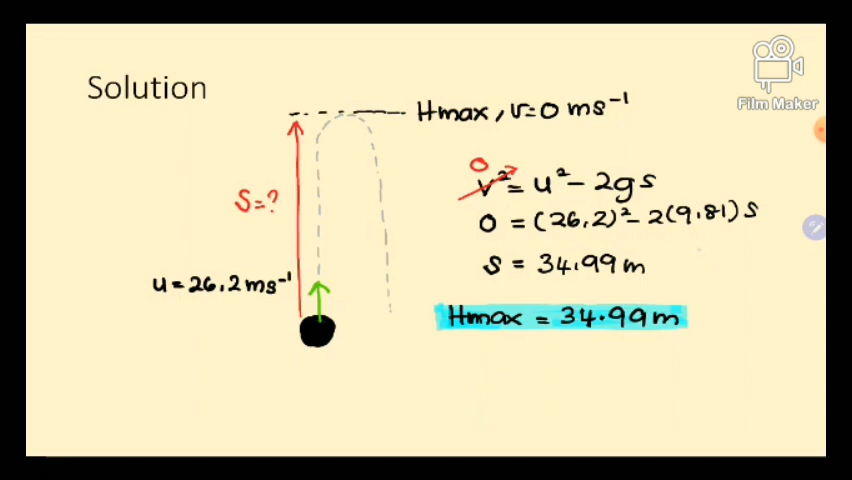 Solution
Film Maker
Hmax, v=0 ms⁻¹
0
v² = u² - 2gs
S=?
0 = (26.2)² - 2(9.81) s
s = 34.99 m
u = 26.2 ms⁻¹
Hmax = 34.99 m